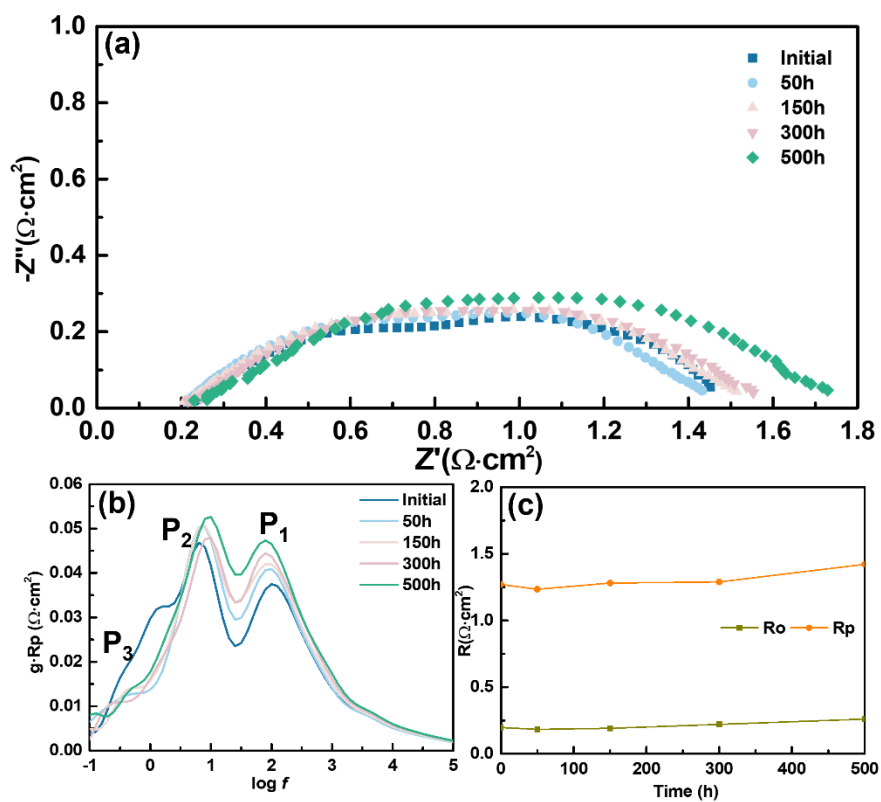 (a)
1.0
0.8
0.6
0.4
0.2
0.0
-Z''(Ω·cm²)
0.0 0.2 0.4 0.6 0.8 1.0 1.2 1.4 1.6 1.8
Z'(Ω·cm²)
Initial
50h
150h
300h
500h
(b)
0.06
0.05
0.04
0.03
0.02
0.01
0.00
g·Rp (Ω·cm²)
-1 0 1 2 3 4 5
log f
P₃
P₂
P₁
Initial
50h
150h
300h
500h
(c)
2.0
1.5
1.0
0.5
0.0
R(Ω·cm²)
0 100 200 300 400 500
Time (h)
Ro Rp